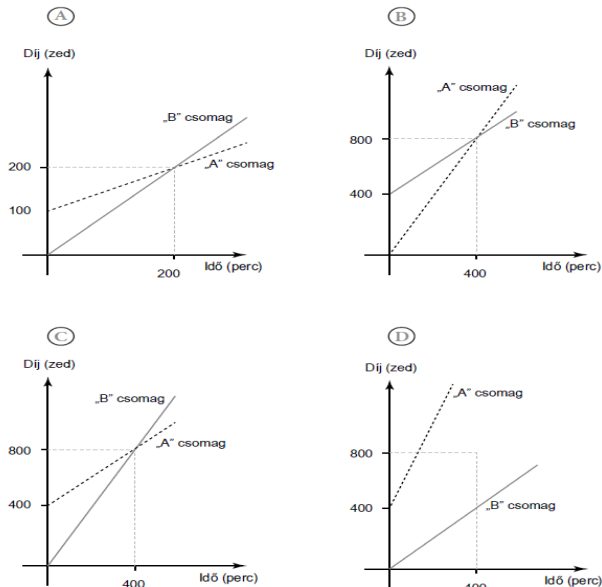 A
Díj (zed)
„B” csomag
„A” csomag
200
100
200
Idő (perc)
B
Díj (zed)
„A” csomag
„B” csomag
800
400
400
Idő (perc)
C
Díj (zed)
„B” csomag
„A” csomag
800
400
400
Idő (perc)
D
Díj (zed)
„A” csomag
800
400
„B” csomag
400
Idő (perc)